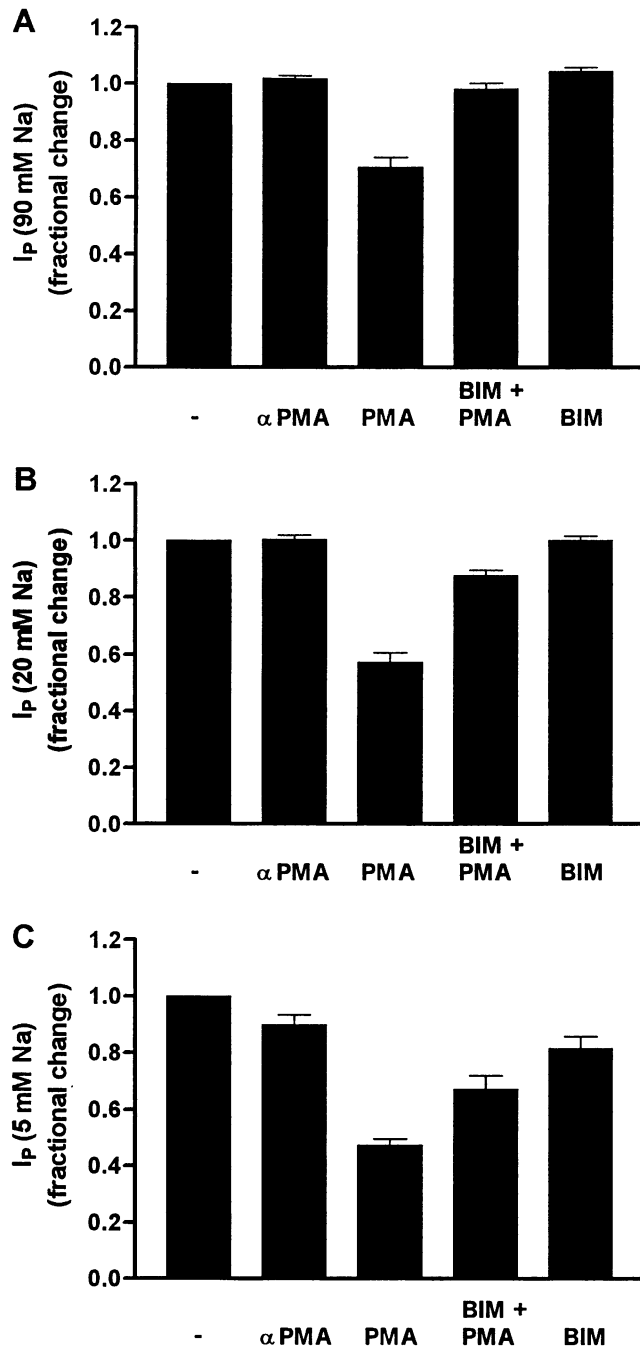 A
I_P (90 mM Na)
(fractional change)
1.2
1.0
0.8
0.6
0.4
0.2
0.0
- α PMA PMA BIM + PMA BIM
B
I_P (20 mM Na)
(fractional change)
1.2
1.0
0.8
0.6
0.4
0.2
0.0
- α PMA PMA BIM + PMA BIM
C
I_P (5 mM Na)
(fractional change)
1.2
1.0
0.8
0.6
0.4
0.2
0.0
- α PMA PMA BIM + PMA BIM